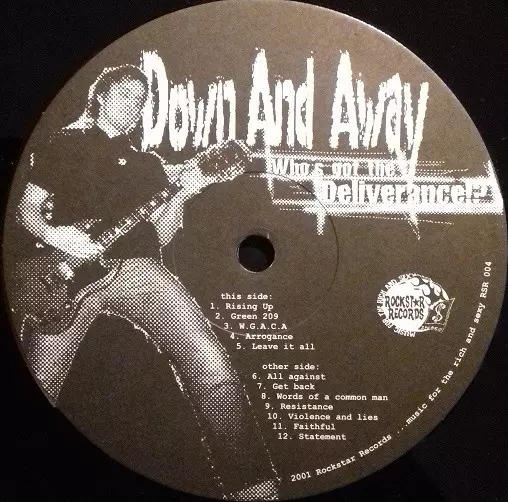 Down And Away
Who's got the
Deliverance!?
this side:
1. Rising Up
2. Green 209
3. W.G.A.C.A
4. Arrogance
5. Leave it all
other side:
6. All against
7. Get back
8. Words of a common man
9. Resistance
10. Violence and lies
11. Faithful
12. Statement
ROCKSTAR
RECORDS
2001 Rockstar Records ...music for the rich and sexy RSR 004